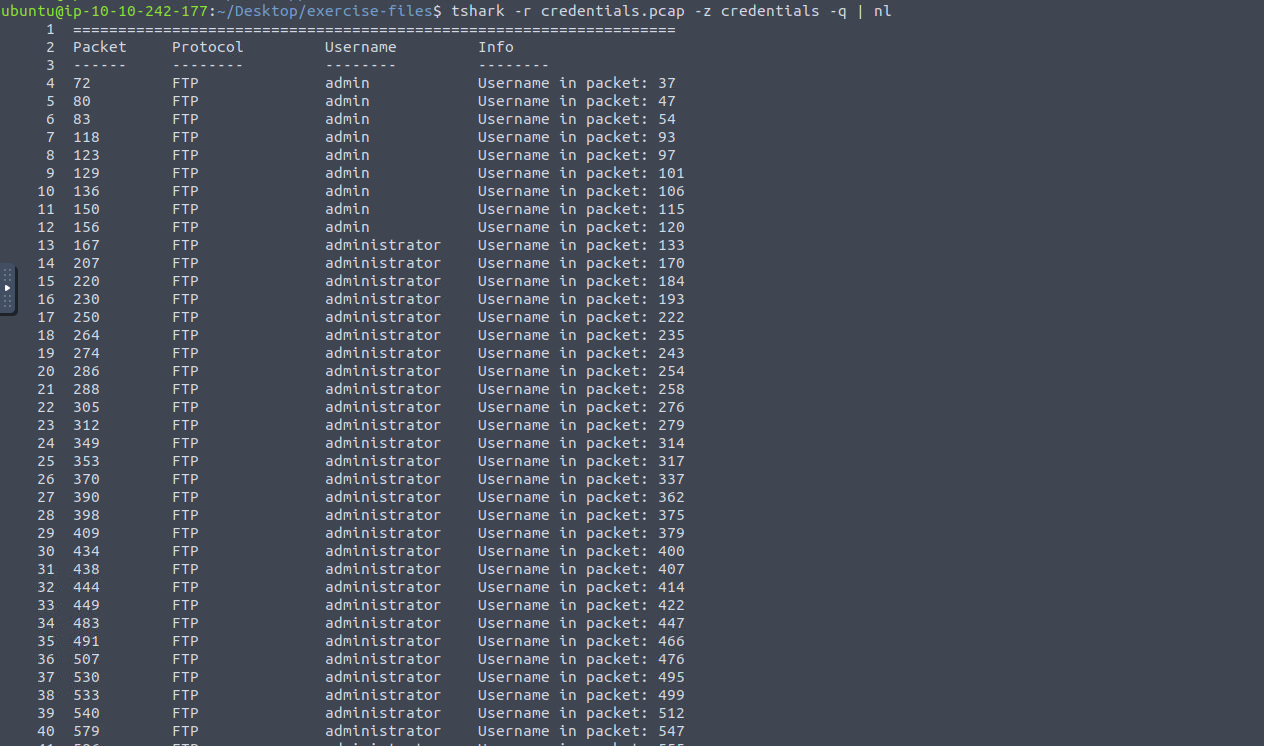 ubuntu@ip-10-10-242-177:~/Desktop/exercise-files$ tshark -r credentials.pcap -z credentials -q | nl
1 ===================================================================
2 Packet Protocol Username Info
3 ------ -------- -------- --------
4 72 FTP admin Username in packet: 37
5 80 FTP admin Username in packet: 47
6 83 FTP admin Username in packet: 54
7 118 FTP admin Username in packet: 93
8 123 FTP admin Username in packet: 97
9 129 FTP admin Username in packet: 101
10 136 FTP admin Username in packet: 106
11 150 FTP admin Username in packet: 115
12 156 FTP admin Username in packet: 120
13 167 FTP administrator Username in packet: 133
14 207 FTP administrator Username in packet: 170
15 220 FTP administrator Username in packet: 184
16 230 FTP administrator Username in packet: 193
17 250 FTP administrator Username in packet: 222
18 264 FTP administrator Username in packet: 235
19 274 FTP administrator Username in packet: 243
20 286 FTP administrator Username in packet: 254
21 288 FTP administrator Username in packet: 258
22 305 FTP administrator Username in packet: 276
23 312 FTP administrator Username in packet: 279
24 349 FTP administrator Username in packet: 314
25 353 FTP administrator Username in packet: 317
26 370 FTP administrator Username in packet: 337
27 390 FTP administrator Username in packet: 362
28 398 FTP administrator Username in packet: 375
29 409 FTP administrator Username in packet: 379
30 434 FTP administrator Username in packet: 400
31 438 FTP administrator Username in packet: 407
32 444 FTP administrator Username in packet: 414
33 449 FTP administrator Username in packet: 422
34 483 FTP administrator Username in packet: 447
35 491 FTP administrator Username in packet: 466
36 507 FTP administrator Username in packet: 476
37 530 FTP administrator Username in packet: 495
38 533 FTP administrator Username in packet: 499
39 540 FTP administrator Username in packet: 512
40 579 FTP administrator Username in packet: 547